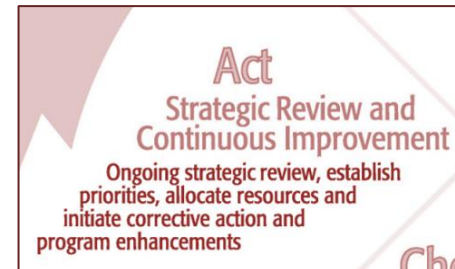 Act
Strategic Review and
Continuous Improvement
Ongoing strategic review, establish
priorities, allocate resources and
initiate corrective action and
program enhancements